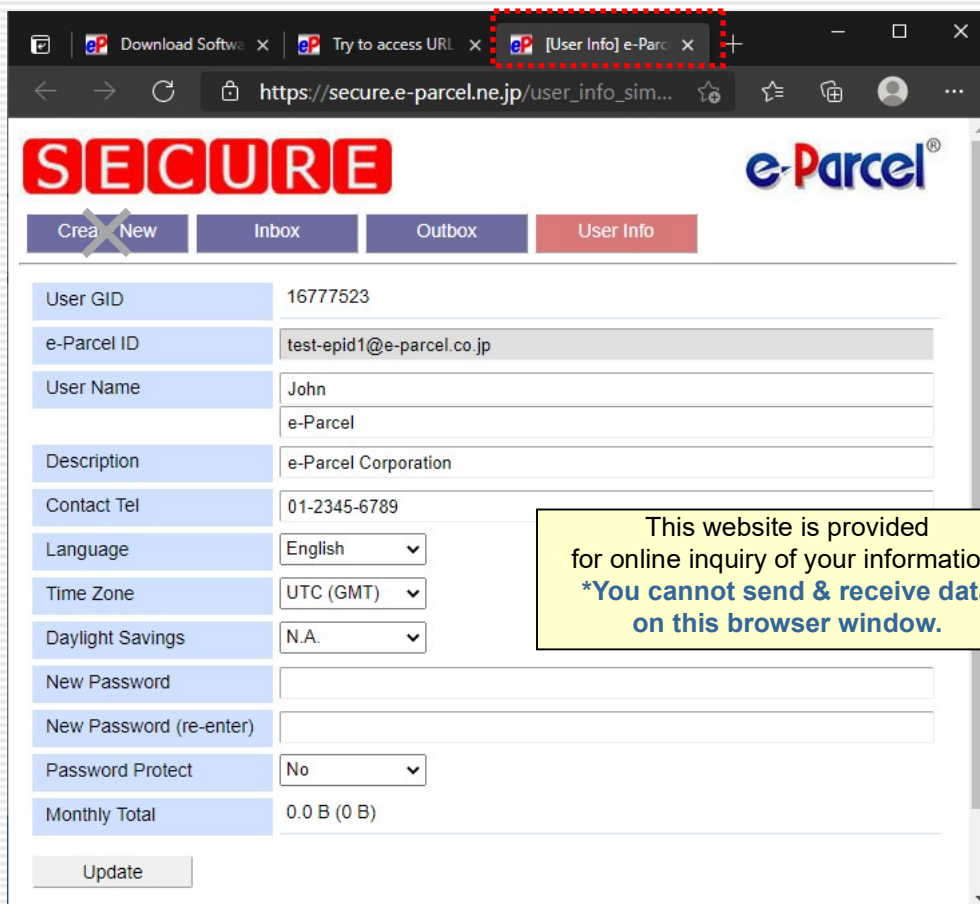 eP Download Softwa
eP Try to access URL
eP [User Info] e-Parc
https://secure.e-parcel.ne.jp/user_info_sim...
SECURE
e-Parcel®
Create New
Inbox
Outbox
User Info
User GID 16777523
e-Parcel ID test-epid1@e-parcel.co.jp
User Name John
e-Parcel
Description e-Parcel Corporation
Contact Tel 01-2345-6789
Language English
Time Zone UTC (GMT)
Daylight Savings N.A.
This website is provided
for online inquiry of your informatio
*You cannot send & receive dat
on this browser window.
New Password
New Password (re-enter)
Password Protect No
Monthly Total 0.0 B (0 B)
Update